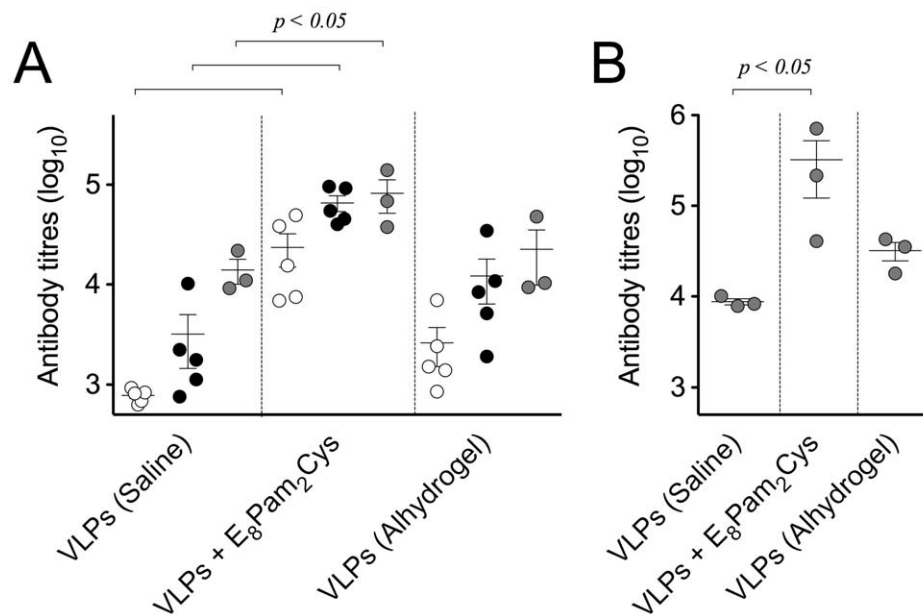 A
p < 0.05
Antibody titres (log₁₀)
5
4
3
VLPs (Saline)
VLPs + E₈Pam₂Cys
VLPs (Alhydrogel)
B
p < 0.05
Antibody titres (log₁₀)
6
5
4
3
VLPs (Saline)
VLPs + E₈Pam₂Cys
VLPs (Alhydrogel)